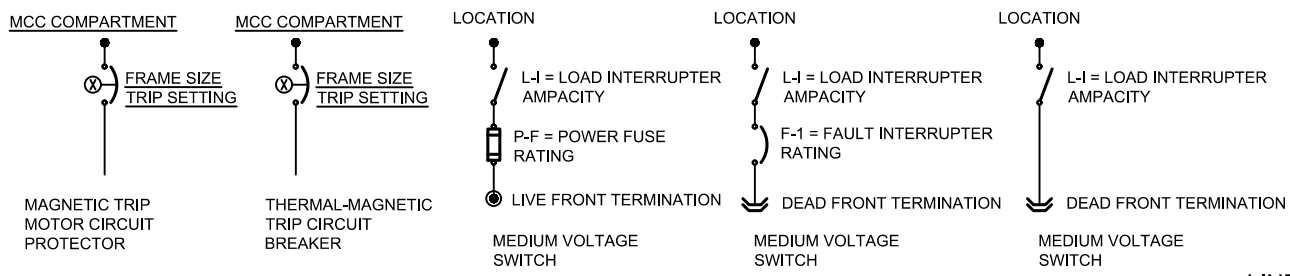 MCC COMPARTMENT
FRAME SIZE
TRIP SETTING
X
MAGNETIC TRIP
MOTOR CIRCUIT
PROTECTOR
MCC COMPARTMENT
FRAME SIZE
TRIP SETTING
X
THERMAL-MAGNETIC
TRIP CIRCUIT
BREAKER
LOCATION
L-I = LOAD INTERRUPTER
AMPACITY
P-F = POWER FUSE
RATING
LIVE FRONT TERMINATION
MEDIUM VOLTAGE
SWITCH
LOCATION
L-I = LOAD INTERRUPTER
AMPACITY
F-1 = FAULT INTERRUPTER
RATING
DEAD FRONT TERMINATION
MEDIUM VOLTAGE
SWITCH
LOCATION
L-I = LOAD INTERRUPTER
AMPACITY
DEAD FRONT TERMINATION
MEDIUM VOLTAGE
SWITCH